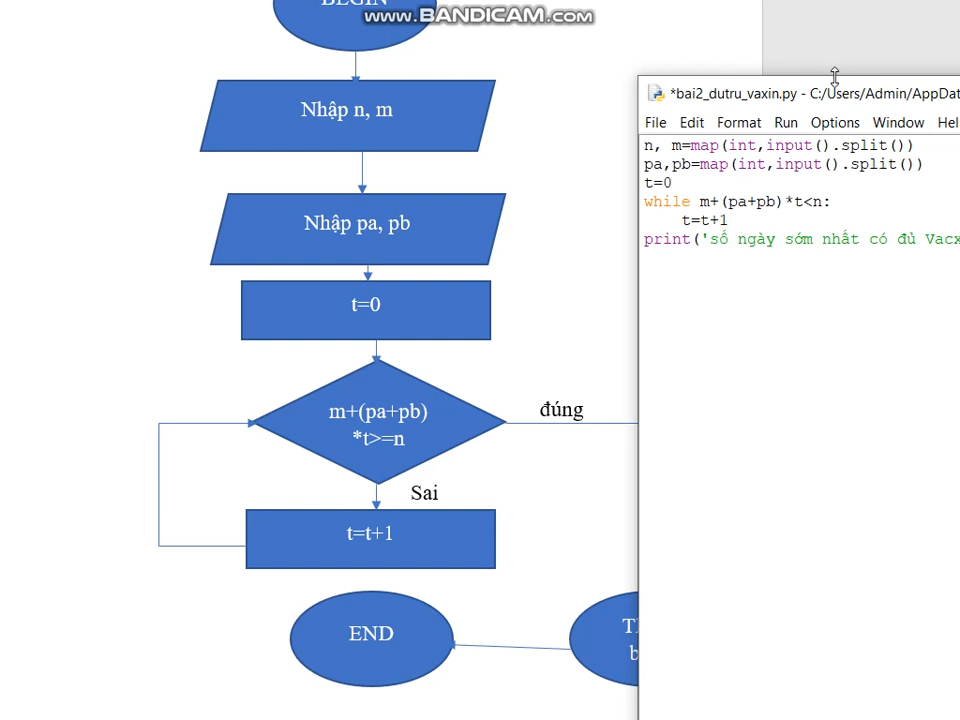 BEGIN
www.BANDICAM.com
Nhập n, m
Nhập pa, pb
t=0
m+(pa+pb)
*t>=n
đúng
Sai
t=t+1
END
*bai2_dutru_vaxin.py - C:/Users/Admin/AppDat
File Edit Format Run Options Window Hel
n, m=map(int,input().split())
pa,pb=map(int,input().split())
t=0
while m+(pa+pb)*t<n:
t=t+1
print('số ngày sớm nhất có đủ Vacx